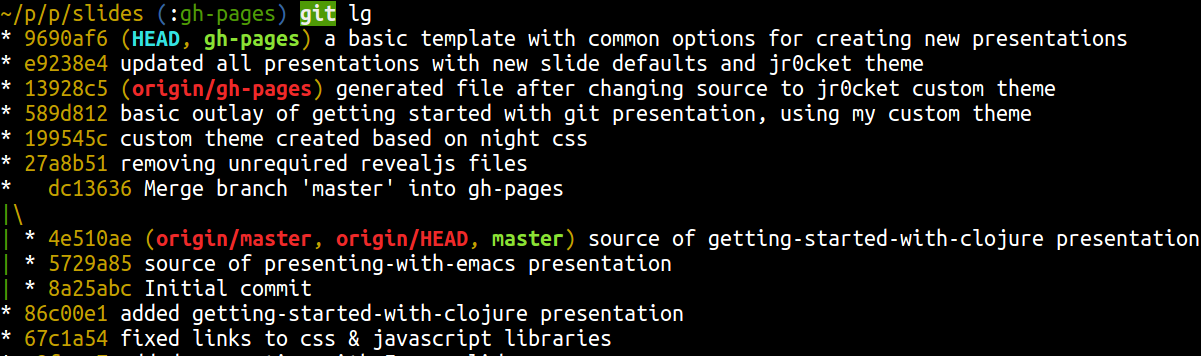 ~/p/p/slides (:gh-pages) git lg
* 9690af6 (HEAD, gh-pages) a basic template with common options for creating new presentations
* e9238e4 updated all presentations with new slide defaults and jr0cket theme
* 13928c5 (origin/gh-pages) generated file after changing source to jr0cket custom theme
* 589d812 basic outlay of getting started with git presentation, using my custom theme
* 199545c custom theme created based on night css
* 27a8b51 removing unrequired revealjs files
*   dc13636 Merge branch 'master' into gh-pages
|\
| * 4e510ae (origin/master, origin/HEAD, master) source of getting-started-with-clojure presentation
| * 5729a85 source of presenting-with-emacs presentation
| * 8a25abc Initial commit
* 86c00e1 added getting-started-with-clojure presentation
* 67c1a54 fixed links to css & javascript libraries